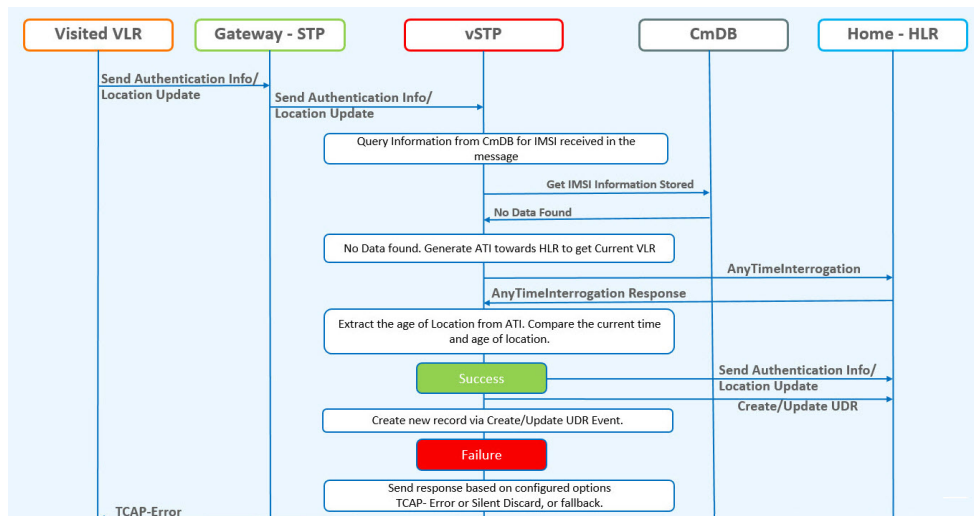 Visited VLR
Gateway - STP
vSTP
CmDB
Home - HLR
Send Authentication Info/
Location Update
Send Authentication Info/
Location Update
Query Information from CmDB for IMSI received in the
message
Get IMSI Information Stored
No Data Found
No Data found. Generate ATI towards HLR to get Current VLR
AnyTimeInterrogation
AnyTimeInterrogation Response
Extract the age of Location from ATI. Compare the current time
and age of location.
Success
Send Authentication Info/
Location Update
Create/Update UDR
Create new record via Create/Update UDR Event.
Failure
Send response based on configured options
TCAP- Error or Silent Discard, or fallback.
TCAP-Error